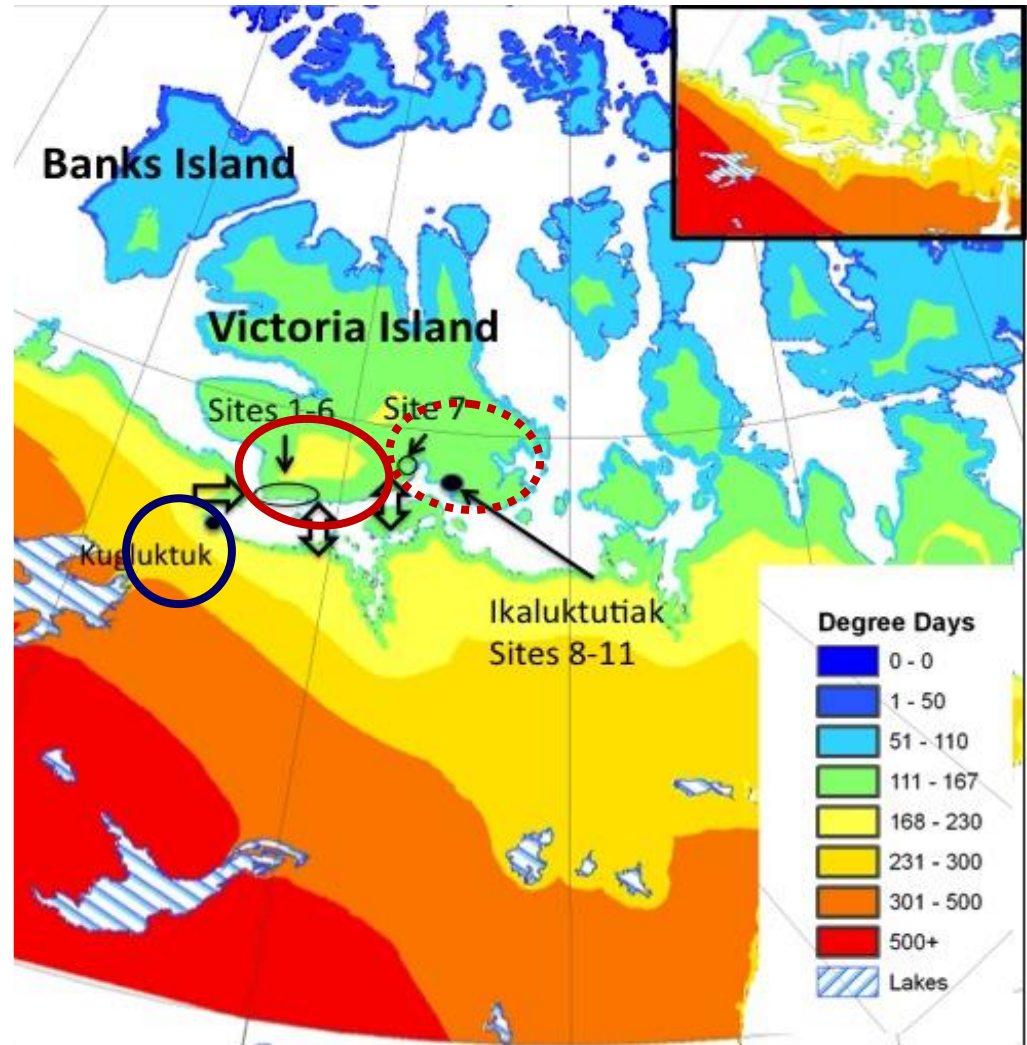 Banks Island
Victoria Island
Sites 1-6
Site 7
Kugluktuk
Ikaluktutiak
Sites 8-11
Degree Days
0 - 0
1 - 50
51 - 110
111 - 167
168 - 230
231 - 300
301 - 500
500+
Lakes